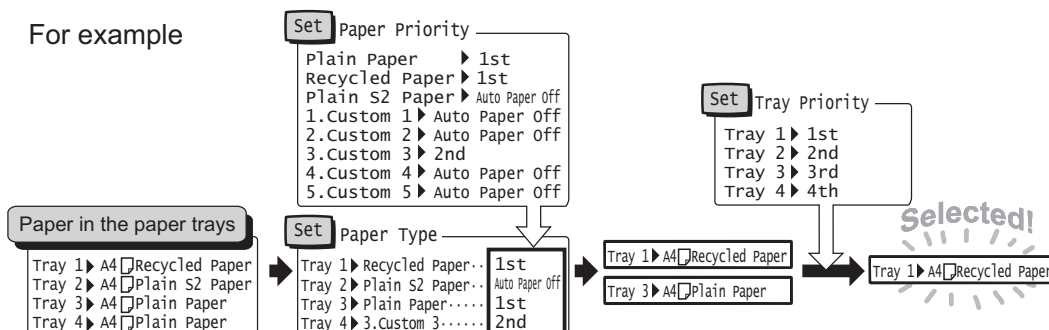 For example
Set Paper Priority
Plain Paper 1st
Recycled Paper 1st
Plain S2 Paper Auto Paper Off
1.Custom 1 Auto Paper Off
2.Custom 2 Auto Paper Off
3.Custom 3 2nd
4.Custom 4 Auto Paper Off
5.Custom 5 Auto Paper Off
Set Tray Priority
Tray 1 1st
Tray 2 2nd
Tray 3 3rd
Tray 4 4th
Paper in the paper trays
Tray 1 A4 Recycled Paper
Tray 2 A4 Plain S2 Paper
Tray 3 A4 Plain Paper
Tray 4 A4 Plain Paper
Set Paper Type
Tray 1 Recycled Paper·· 1st
Tray 2 Plain S2 Paper·· Auto Paper Off
Tray 3 Plain Paper····· 1st
Tray 4 3.Custom 3······ 2nd
Tray 1 A4 Recycled Paper
Tray 3 A4 Plain Paper
Selected!
Tray 1 A4 Recycled Paper